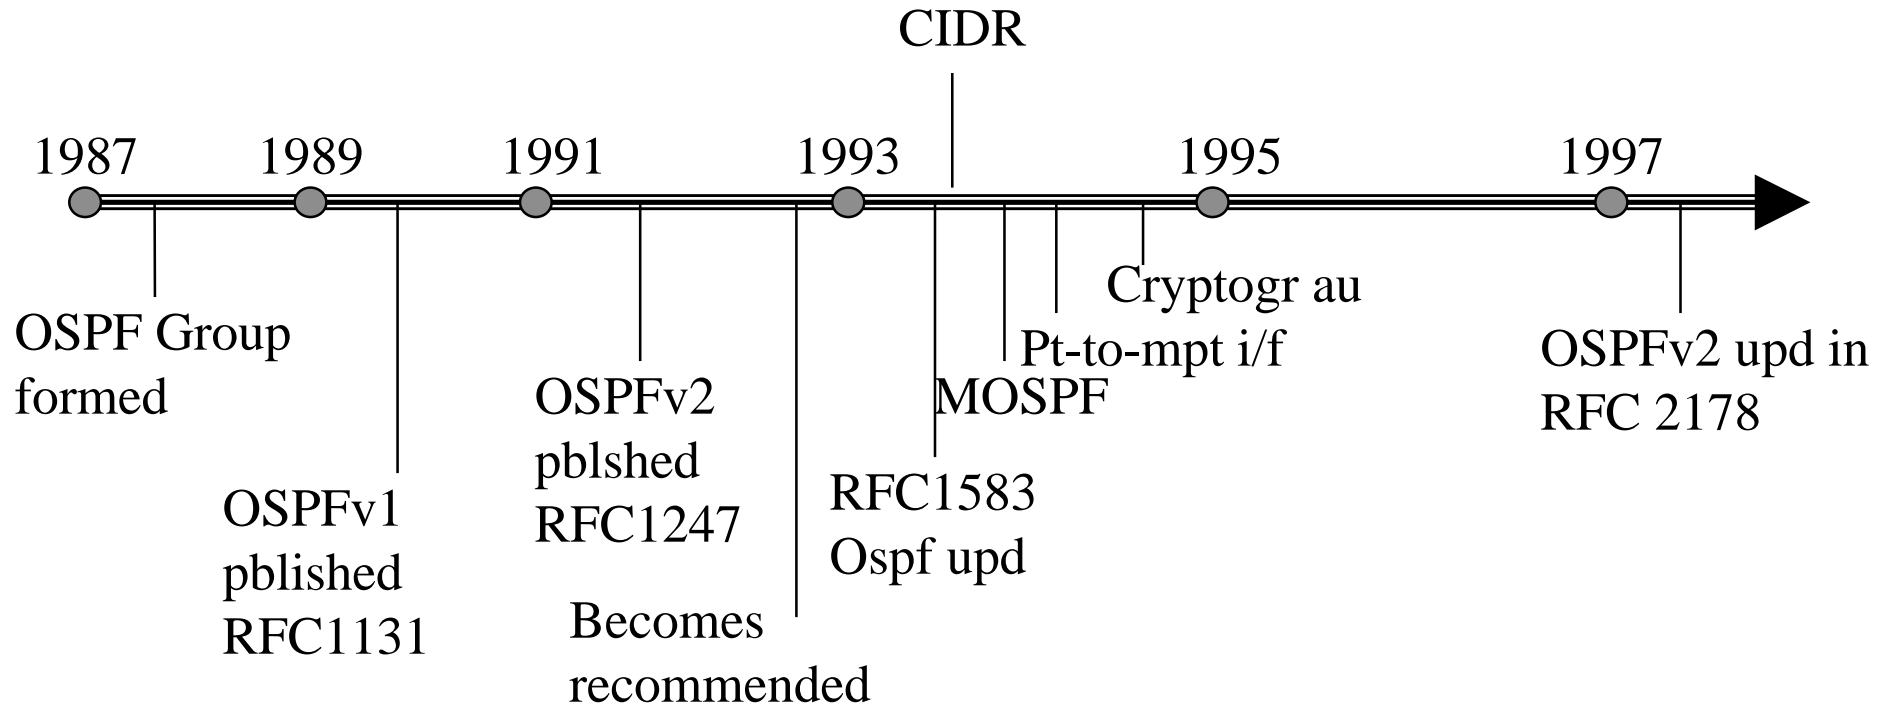 CIDR
1987
1989
1991
1993
1995
1997
OSPF Group
formed
OSPFv1
pblished
RFC1131
OSPFv2
pblshed
RFC1247
Becomes
recommended
RFC1583
Ospf upd
MOSPF
Pt-to-mpt i/f
Cryptogr au
OSPFv2 upd in
RFC 2178